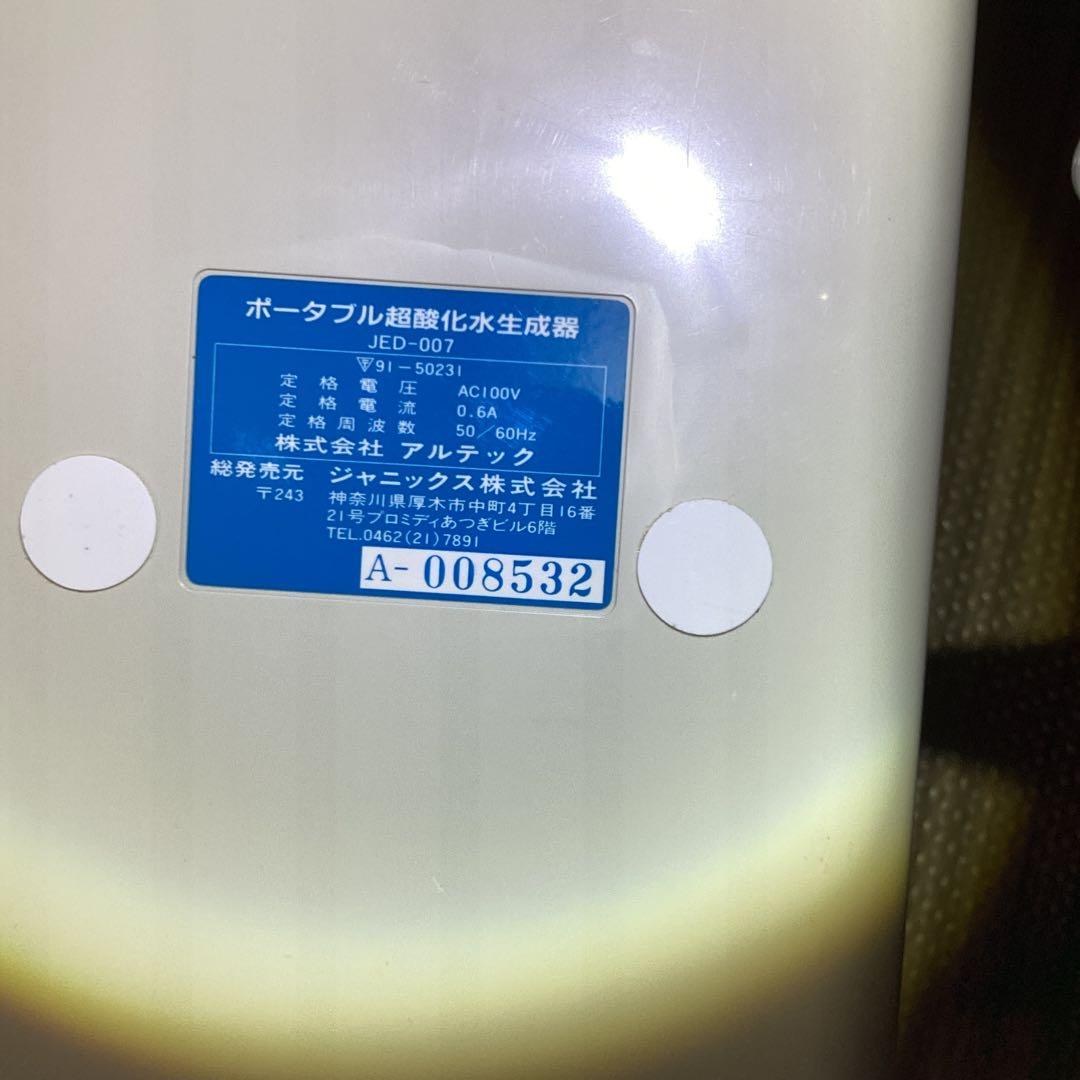 ポータブル超酸化水生成器
JED-007
91-50231
定格電圧 AC100V
定格電流 0.6A
定格周波数 50/60Hz
株式会社 アルテック
総発売元 ジャニックス株式会社
〒243 神奈川県厚木市中町4丁目16番
21号プロミディあつぎビル6階
TEL.0462(21)7891
A-008532